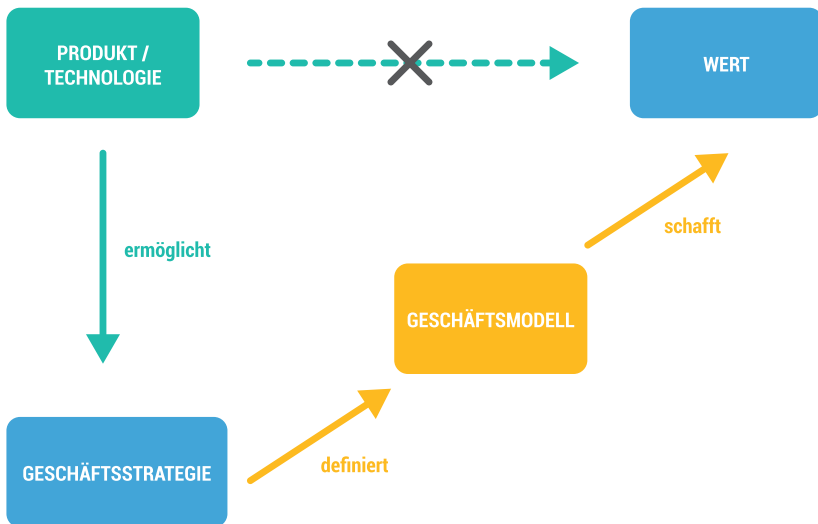 PRODUKT /
TECHNOLOGIE
WERT
ermöglicht
schafft
GESCHÄFTSMODELL
definiert
GESCHÄFTSSTRATEGIE